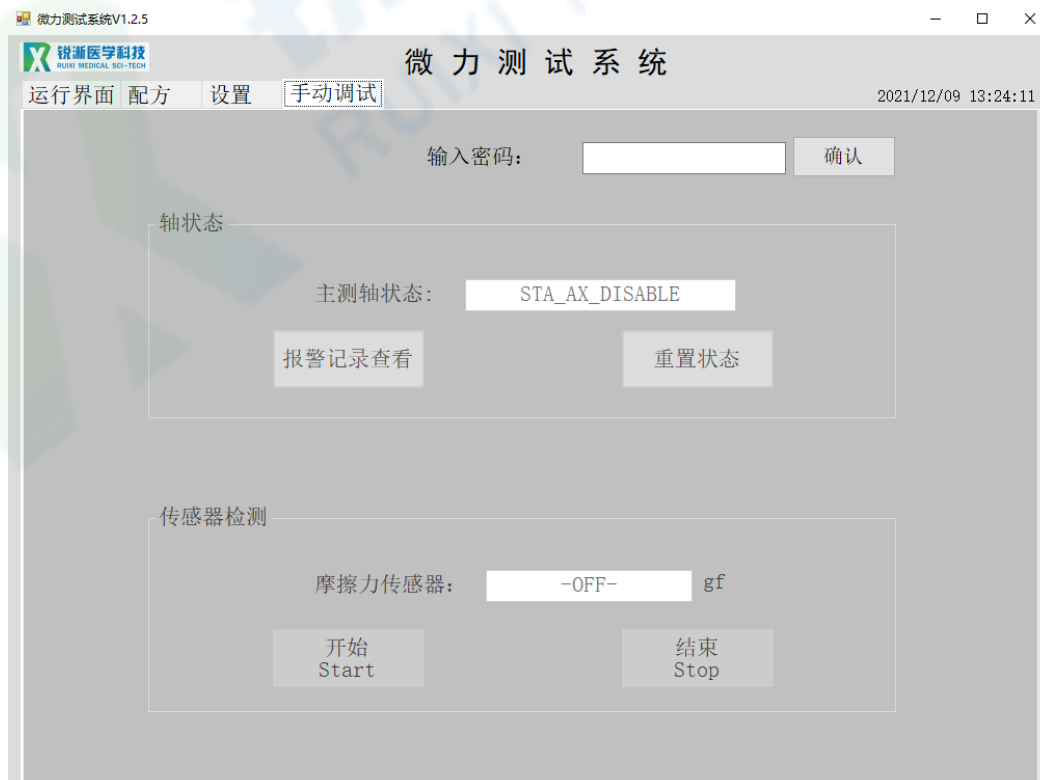 微力测试系统V1.2.5
锐浙医学科技
RUIXI MEDICAL SCI-TECH
微力测试系统
运行界面 配方 设置 手动调试
2021/12/09 13:24:11
输入密码： 确认
轴状态
主测轴状态: STA_AX_DISABLE
报警记录查看 重置状态
传感器检测
摩擦力传感器： -OFF- gf
开始 结束
Start Stop
RUIXI